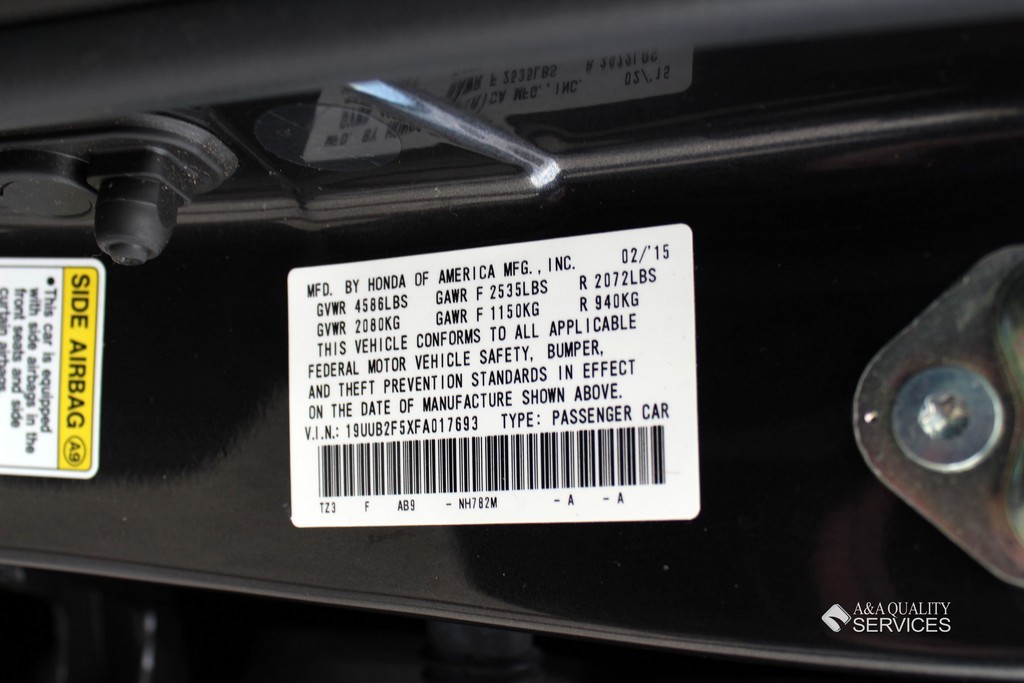 MFD. BY HONDA OF AMERICA MFG., INC. 02/'15
GVWR 4586LBS GAWR F 2535LBS R 2072LBS
GVWR 2080KG GAWR F 1150KG R 940KG
THIS VEHICLE CONFORMS TO ALL APPLICABLE
FEDERAL MOTOR VEHICLE SAFETY, BUMPER,
AND THEFT PREVENTION STANDARDS IN EFFECT
ON THE DATE OF MANUFACTURE SHOWN ABOVE.
V.I.N.: 19UUB2F5XFA017693 TYPE: PASSENGER CAR
TZ3 F AB9 - NH782M - A - A
SIDE AIRBAG A9
•This car is equipped
with side airbags in the
front seats and side
curtain airbags
A&A QUALITY
SERVICES